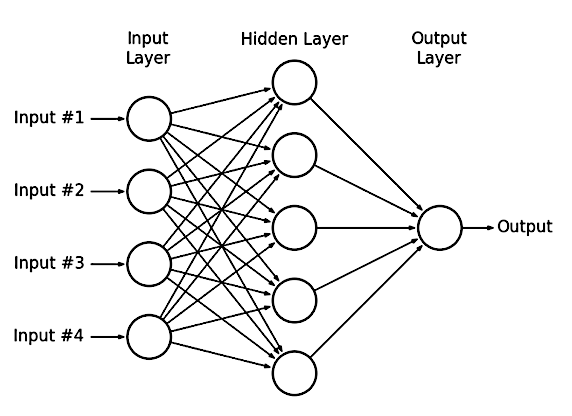 Input
Layer
Hidden Layer
Output
Layer
Input #1
Input #2
Input #3
Input #4
Output